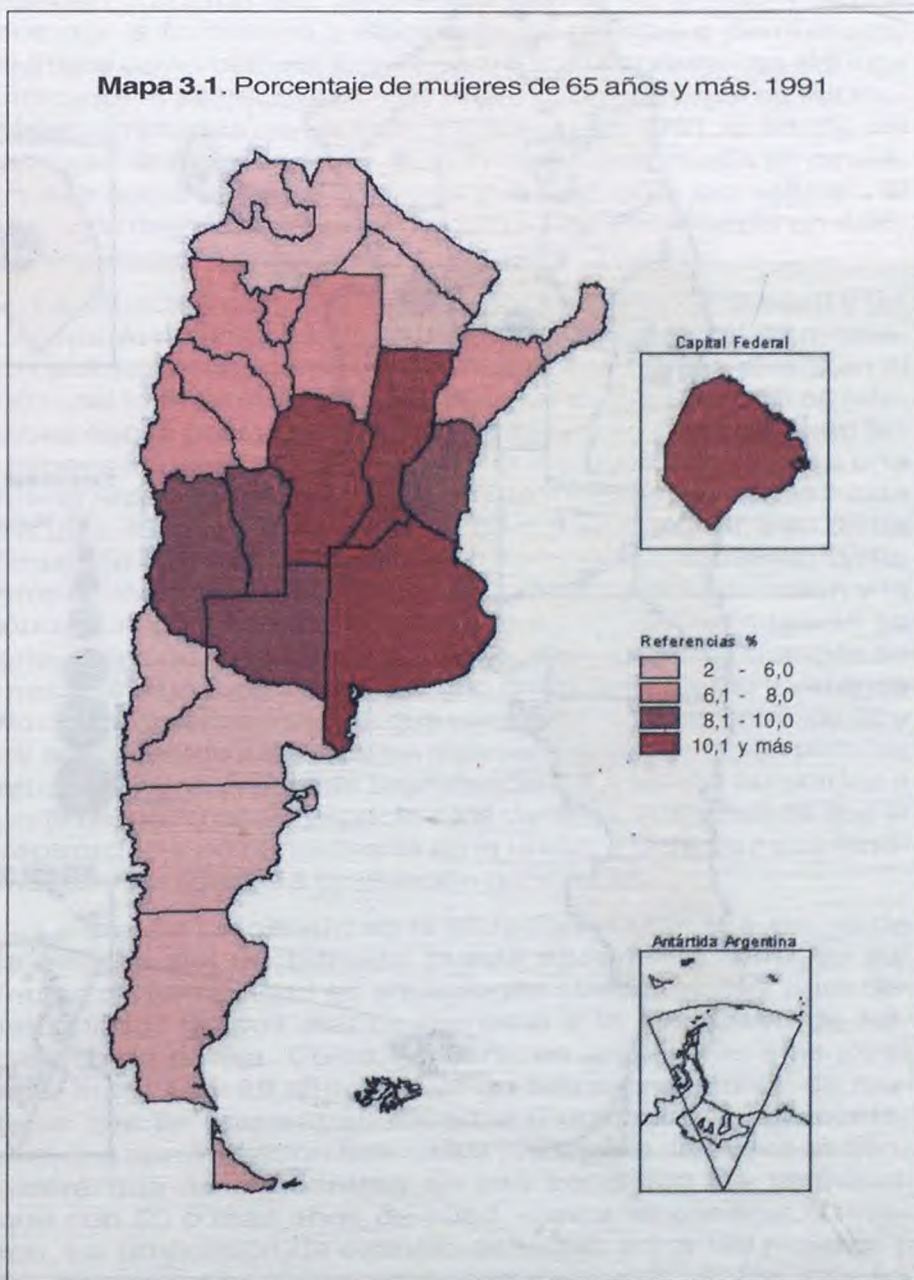 Mapa 3.1. Porcentaje de mujeres de 65 años y más. 1991
Capital Federal
Referencias %
2 - 6,0
6,1 - 8,0
8,1 - 10,0
10,1 y más
Antártida Argentina